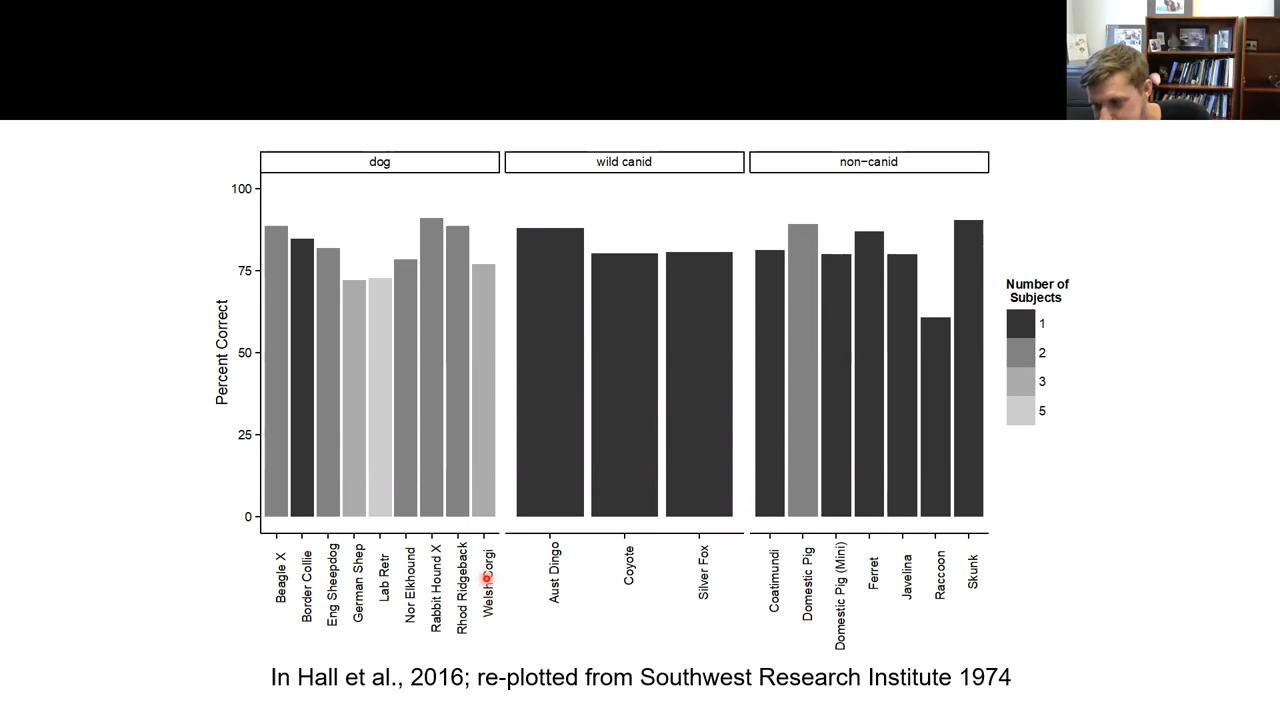 dog
wild canid
non-canid
100
75
50
25
0
Percent Correct
Beagle X
Border Collie
Eng Sheepdog
German Shep
Lab Retr
Nor Elkhound
Rabbit Hound X
Rhod Ridgeback
Welsh Corgi
Aust Dingo
Coyote
Silver Fox
Coatimundi
Domestic Pig
Domestic Pig (Mini)
Ferret
Javelina
Raccoon
Skunk
Number of
Subjects
1
2
3
5
In Hall et al., 2016; re-plotted from Southwest Research Institute 1974